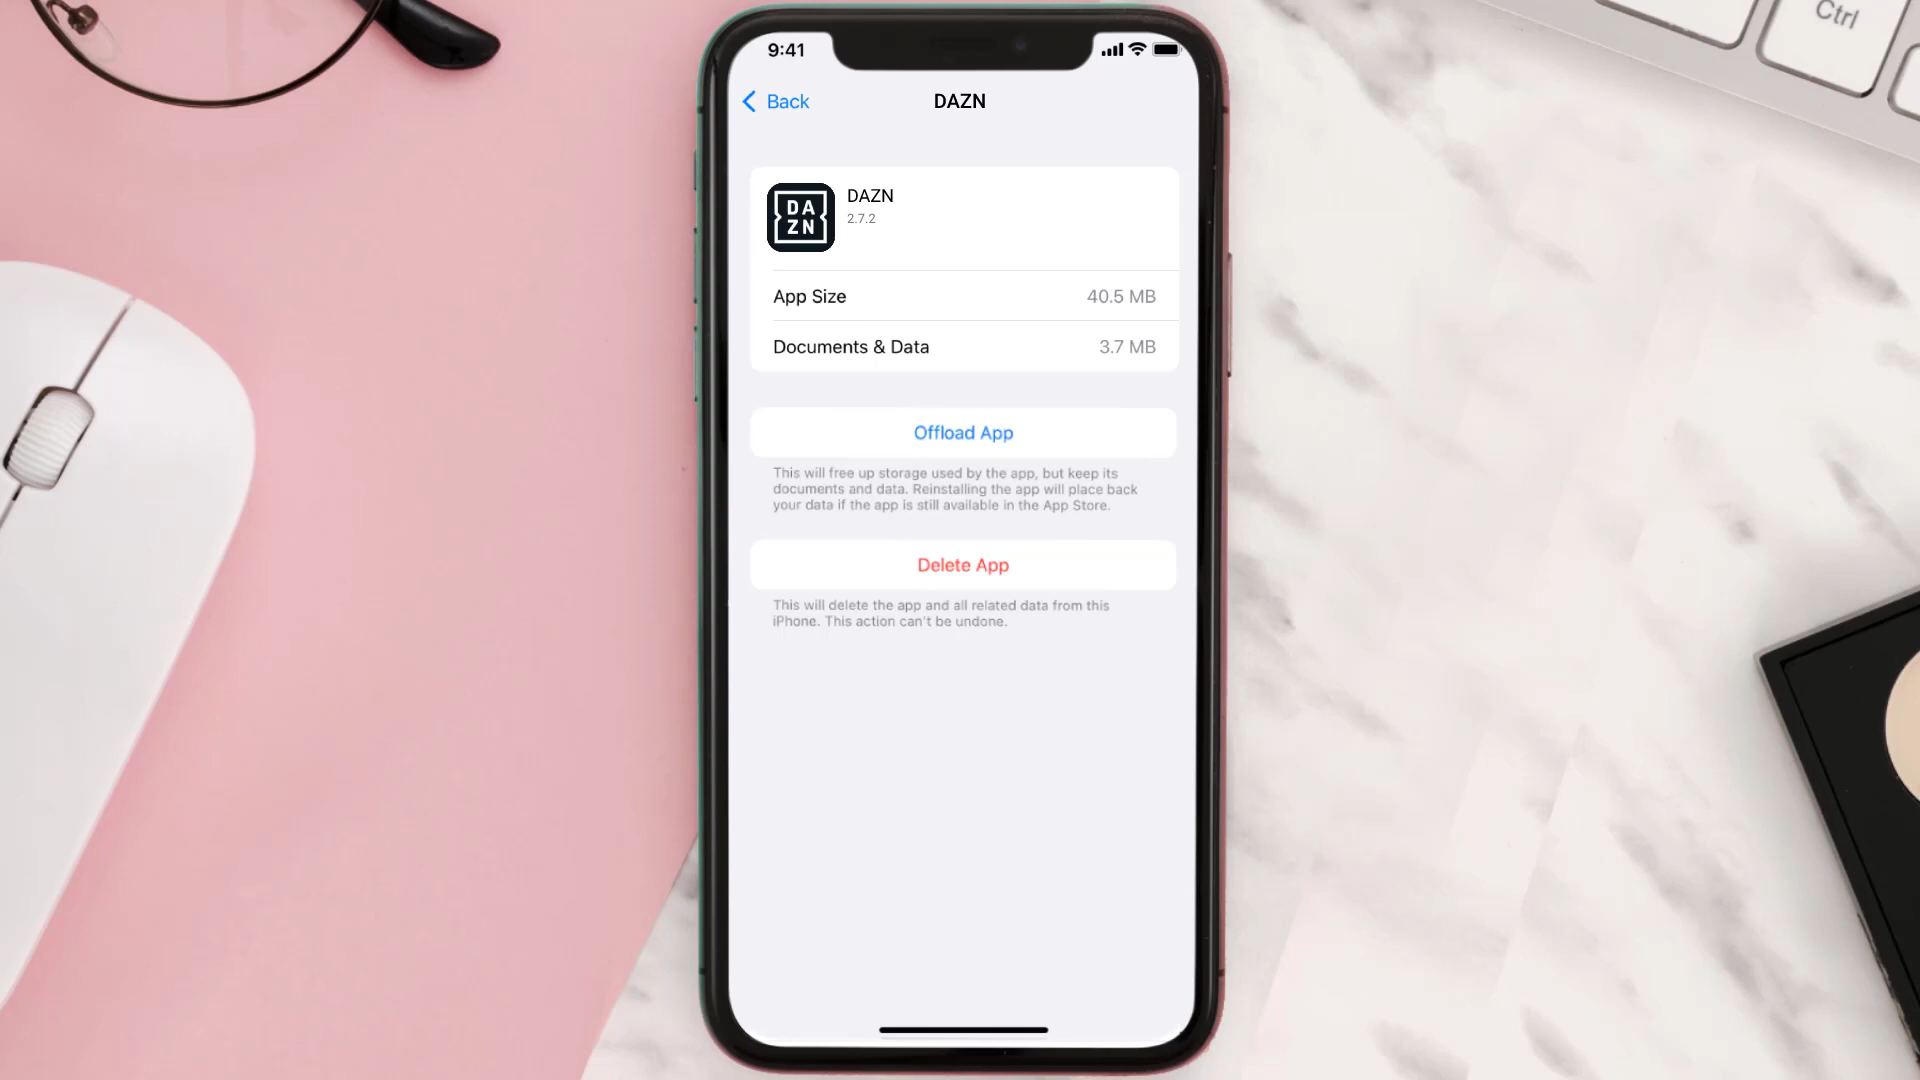 Ctrl
9:41
Back
DAZN
DA
ZN
DAZN
2.7.2
App Size 40.5 MB
Documents & Data 3.7 MB
Offload App
This will free up storage used by the app, but keep its
documents and data. Reinstalling the app will place back
your data if the app is still available in the App Store.
Delete App
This will delete the app and all related data from this
iPhone. This action can't be undone.